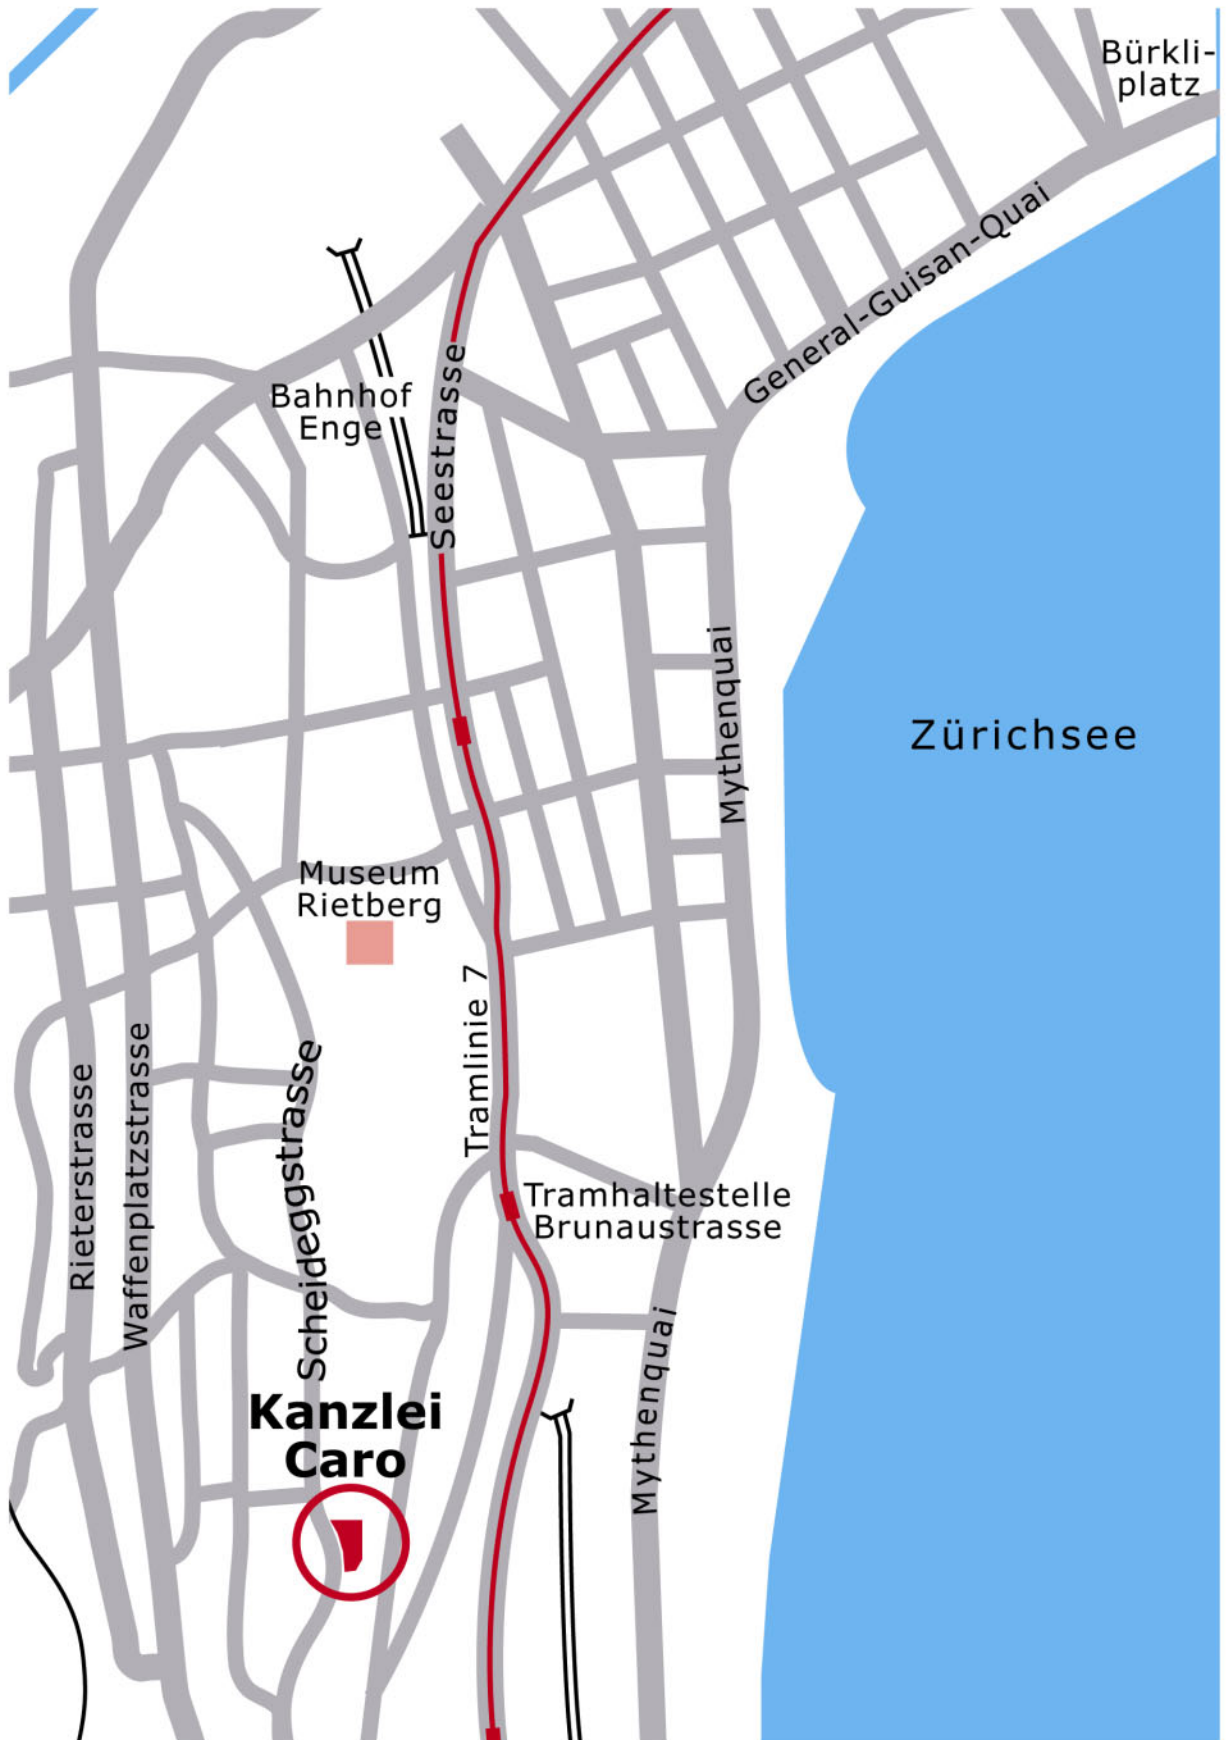 Bürkli-
platz
General-Guisan-Quai
Bahnhof
Enge
Seestrasse
Mythenquai
Zürichsee
Museum
Rietberg
Tramlinie 7
Rieterstrasse
Waffenplatzstrasse
Scheideggstrasse
Tramhaltestelle
Brunaustrasse
Mythenquai
Kanzlei
Caro